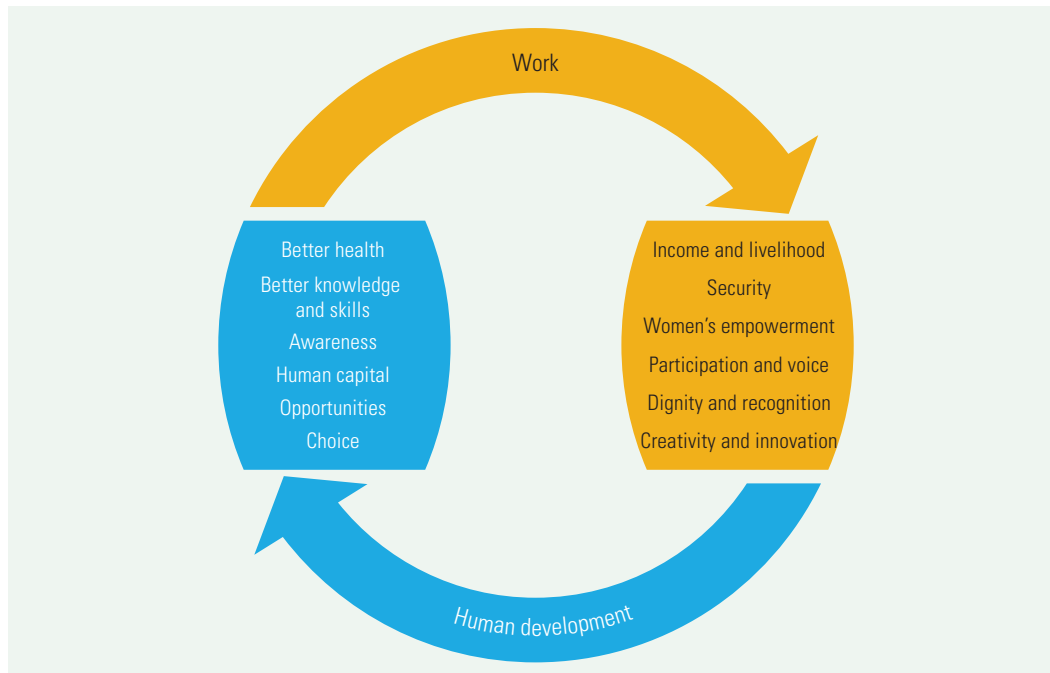 Work
Better health
Better knowledge
and skills
Awareness
Human capital
Opportunities
Choice
Income and livelihood
Security
Women’s empowerment
Participation and voice
Dignity and recognition
Creativity and innovation
Human development